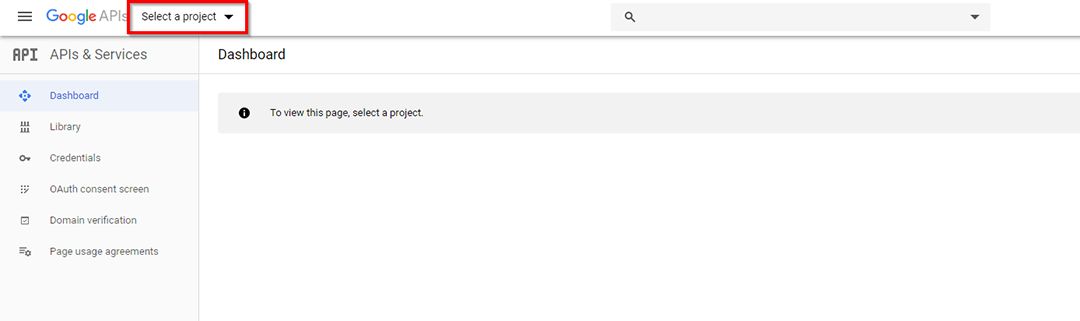 Google APIs Select a project
API APIs & Services
Dashboard
Dashboard
To view this page, select a project.
Library
Credentials
OAuth consent screen
Domain verification
Page usage agreements